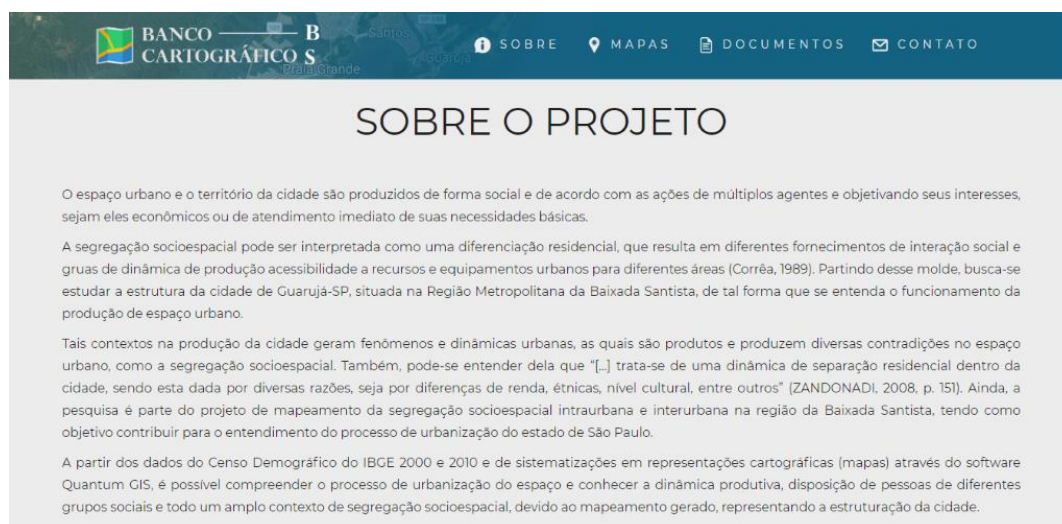 BANCO B
CARTOGRÁFICO S
Santos
Guarujá
Praia Grande
SOBRE MAPAS DOCUMENTOS CONTATO
SOBRE O PROJETO
O espaço urbano e o território da cidade são produzidos de forma social e de acordo com as ações de múltiplos agentes e objetivando seus interesses,
sejam eles econômicos ou de atendimento imediato de suas necessidades básicas.
A segregação socioespacial pode ser interpretada como uma diferenciação residencial, que resulta em diferentes fornecimentos de interação social e
gruas de dinâmica de produção acessibilidade a recursos e equipamentos urbanos para diferentes áreas (Corrêa, 1989). Partindo desse molde, busca-se
estudar a estrutura da cidade de Guarujá-SP, situada na Região Metropolitana da Baixada Santista, de tal forma que se entenda o funcionamento da
produção de espaço urbano.
Tais contextos na produção da cidade geram fenômenos e dinâmicas urbanas, as quais são produtos e produzem diversas contradições no espaço
urbano, como a segregação socioespacial. Também, pode-se entender dela que “[...] trata-se de uma dinâmica de separação residencial dentro da
cidade, sendo esta dada por diversas razões, seja por diferenças de renda, étnicas, nível cultural, entre outros” (ZANDONADI, 2008, p. 151). Ainda, a
pesquisa é parte do projeto de mapeamento da segregação socioespacial intraurbana e interurbana na região da Baixada Santista, tendo como
objetivo contribuir para o entendimento do processo de urbanização do estado de São Paulo.
A partir dos dados do Censo Demográfico do IBGE 2000 e 2010 e de sistematizações em representações cartográficas (mapas) através do software
Quantum GIS, é possível compreender o processo de urbanização do espaço e conhecer a dinâmica produtiva, disposição de pessoas de diferentes
grupos sociais e todo um amplo contexto de segregação socioespacial, devido ao mapeamento gerado, representando a estruturação da cidade.